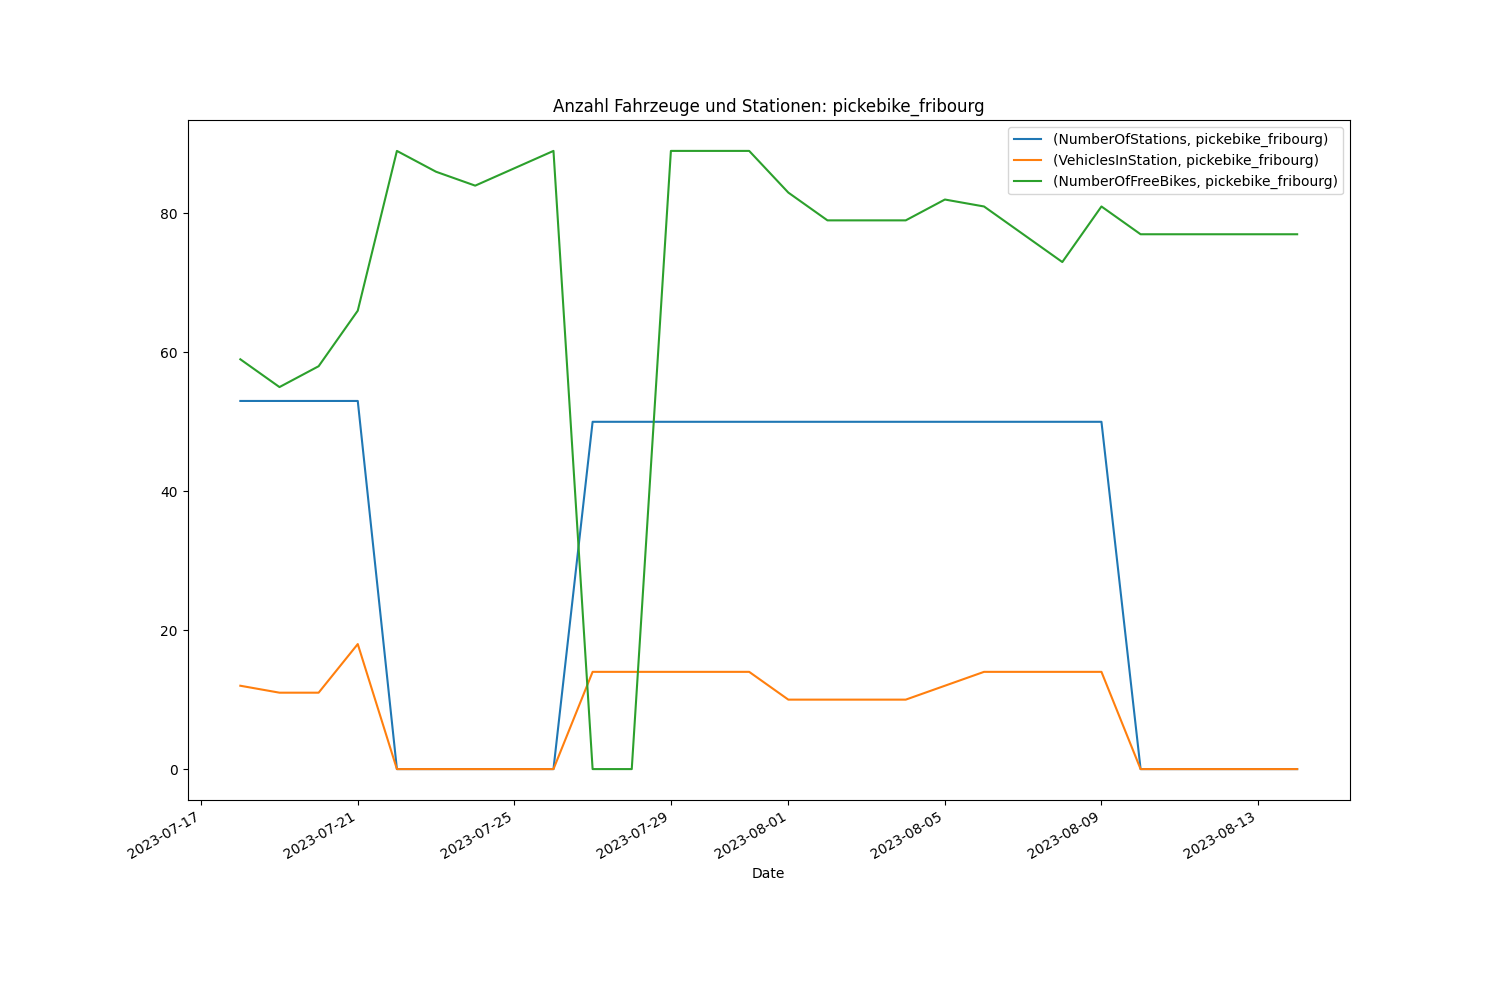 Anzahl Fahrzeuge und Stationen: pickebike_fribourg
(NumberOfStations, pickebike_fribourg)
(VehiclesInStation, pickebike_fribourg)
(NumberOfFreeBikes, pickebike_fribourg)
80
60
40
20
0
2023-07-17
2023-07-21
2023-07-25
2023-07-29
2023-08-01
2023-08-05
2023-08-09
2023-08-13
Date